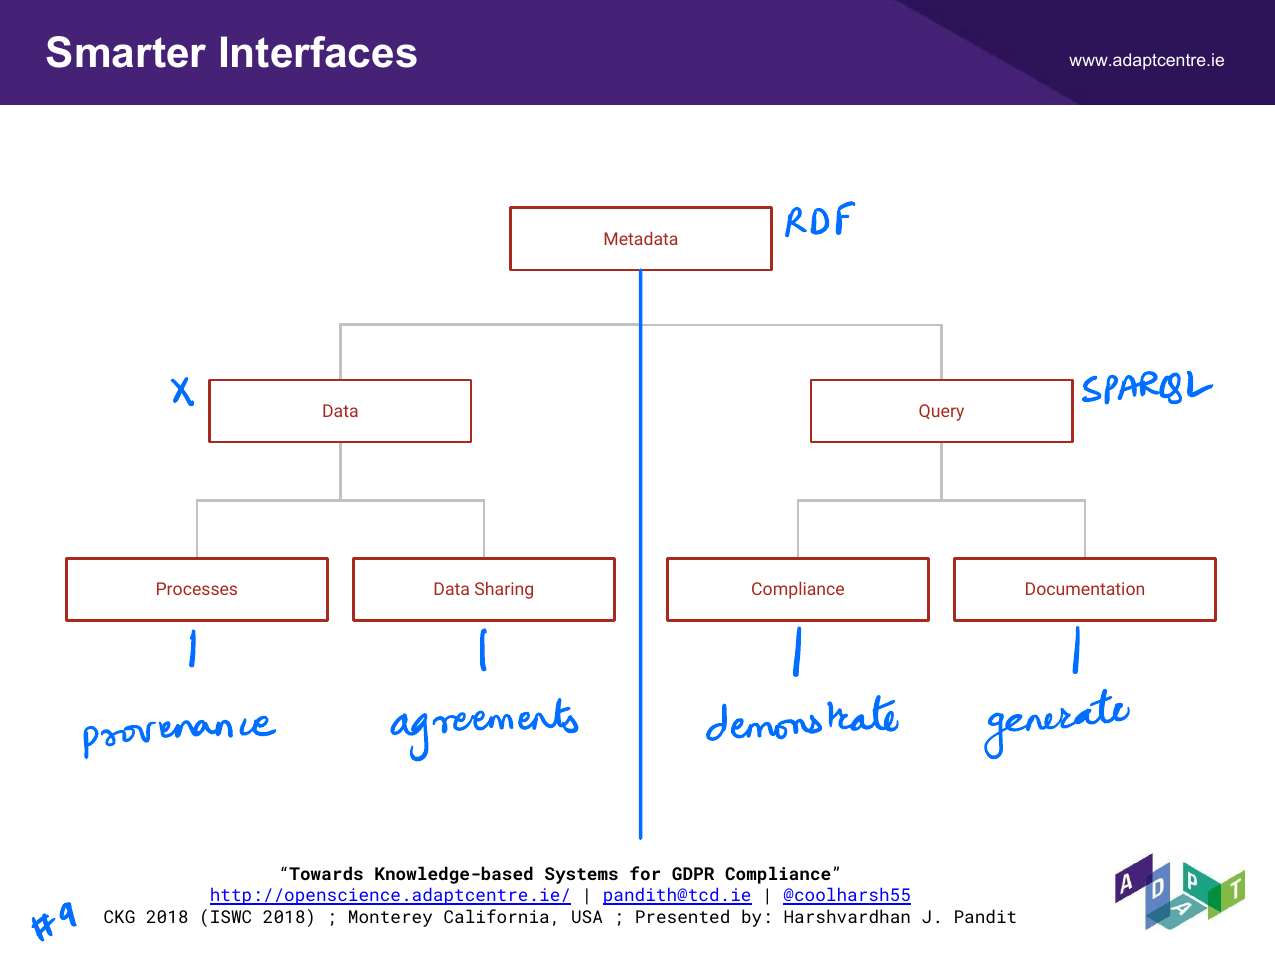 Smarter Interfaces
www.adaptcentre.ie
Metadata
RDF
X
Data
Query
SPARQL
Processes
Data Sharing
Compliance
Documentation
provenance
agreements
demonstrate
generate
“Towards Knowledge-based Systems for GDPR Compliance”
http://openscience.adaptcentre.ie/ | pandith@tcd.ie | @coolharsh55
CKG 2018 (ISWC 2018) ; Monterey California, USA ; Presented by: Harshvardhan J. Pandit
#9
ADAPT